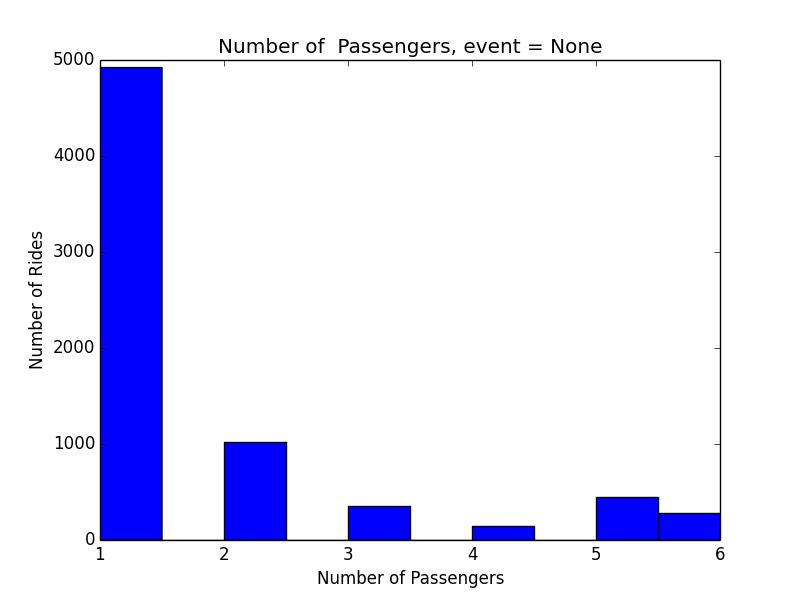 Number of  Passengers, event = None
5000
4000
3000
2000
1000
0
Number of Rides
1 2 3 4 5 6
Number of Passengers